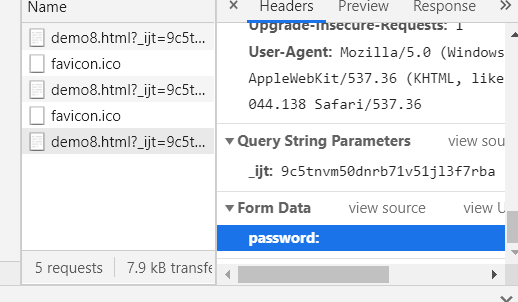 Name
demo8.html?_ijt=9c5t...
favicon.ico
demo8.html?_ijt=9c5t...
favicon.ico
demo8.html?_ijt=9c5t...
5 requests
7.9 kB transfe
× Headers Preview
Upgrade-Insecure-Requests: 1
User-Agent: Mozilla/5.0 (Windows
AppleWebKit/537.36 (KHTML, like
044.138 Safari/537.36
▼ Query String Parameters view sou
_ijt: 9c5tnvm50dnrb71v51jl3f7rba
▼ Form Data view source view U
password: